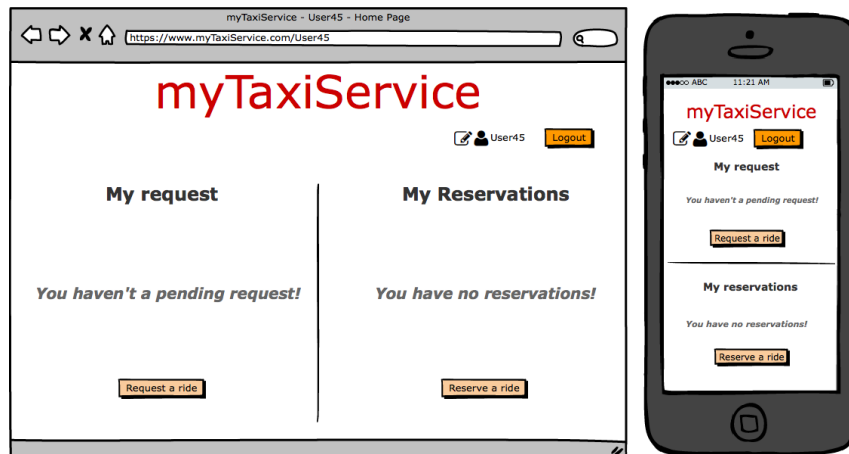 myTaxiService - User45 - Home Page
https://www.myTaxiService.com/User45
myTaxiService
User45 Logout
My request
You haven't a pending request!
Request a ride
My Reservations
You have no reservations!
Reserve a ride
ABC 11:21 AM
myTaxiService
User45 Logout
My request
You haven't a pending request!
Request a ride
My reservations
You have no reservations!
Reserve a ride